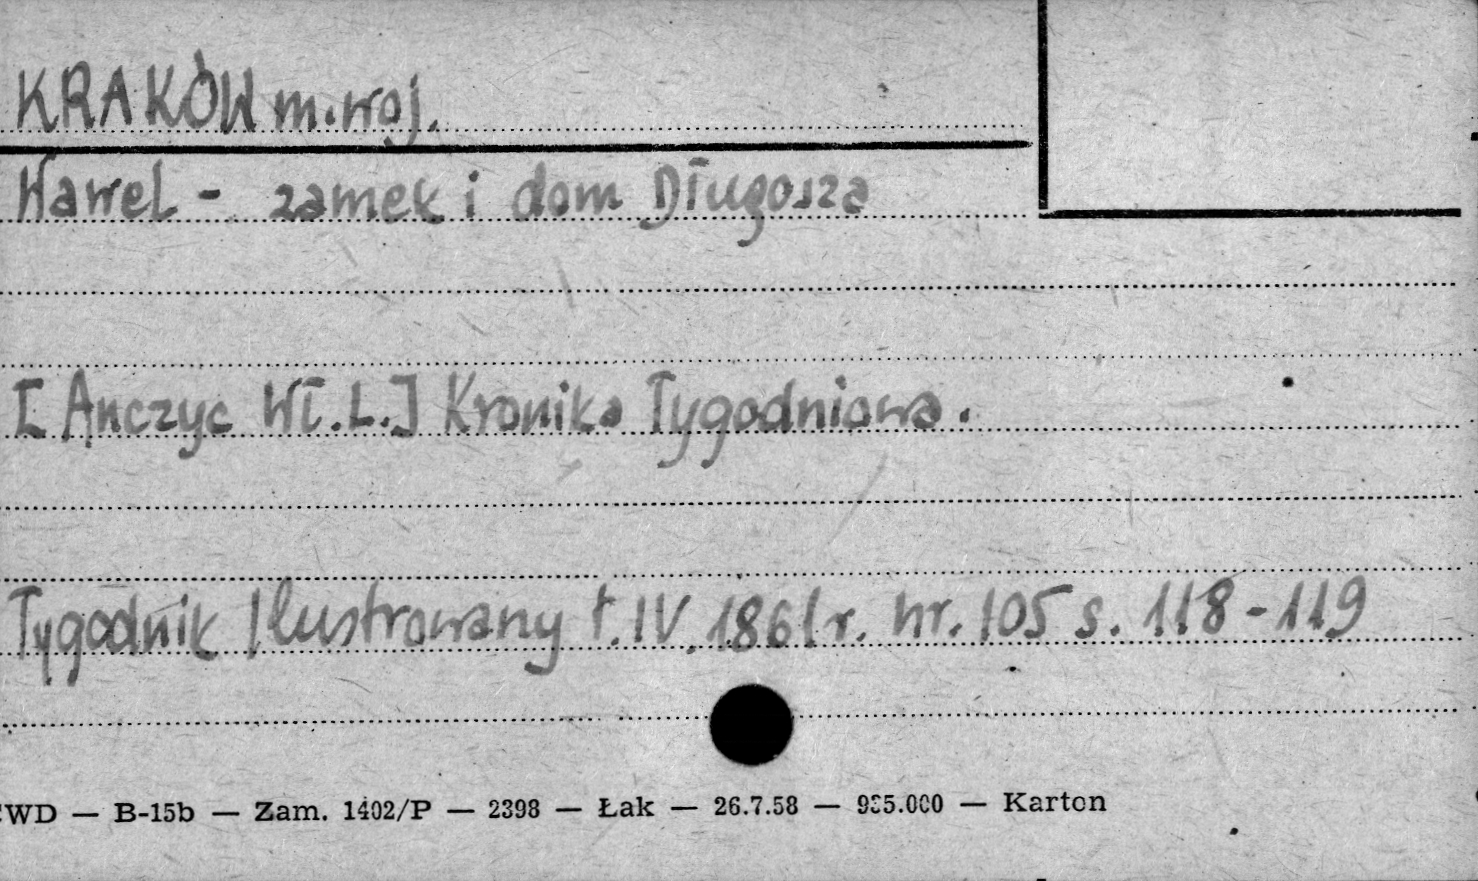 KRAKÓW m.woj.
Wawel - zamek i dom Długosza
[Anczyc Wł.L.] Kronika Tygodniowa.
Tygodnik Ilustrowany t.IV 1861r. nr.105 s. 118-119
WD — B-15b — Zam. 1402/P — 2398 — Łak — 26.7.58 — 935.000 — Karton